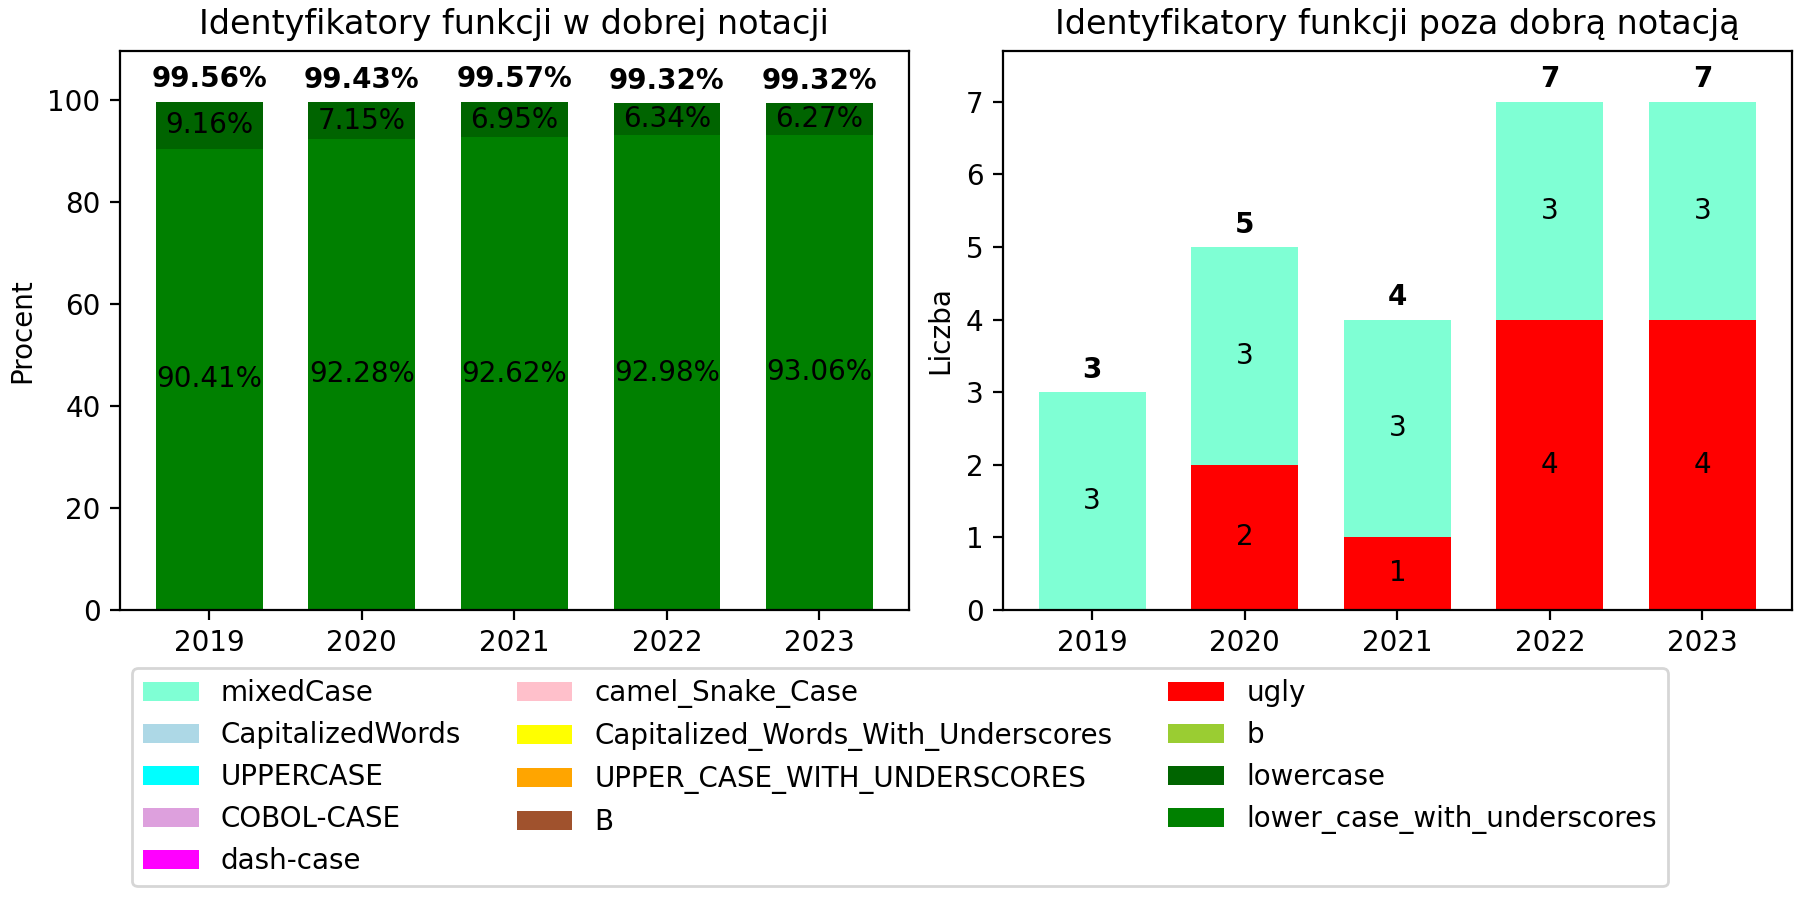 Identyfikatory funkcji w dobrej notacji
Procent
100
80
60
40
20
0
99.56% 99.43% 99.57% 99.32% 99.32%
9.16% 7.15% 6.95% 6.34% 6.27%
90.41% 92.28% 92.62% 92.98% 93.06%
2019 2020 2021 2022 2023
Identyfikatory funkcji poza dobrą notacją
Liczba
7
6
5
4
3
2
1
0
3 5 4 7 7
3 3 3 3 3
2 1 4 4
2019 2020 2021 2022 2023
mixedCase
CapitalizedWords
UPPERCASE
COBOL-CASE
dash-case
camel_Snake_Case
Capitalized_Words_With_Underscores
UPPER_CASE_WITH_UNDERSCORES
B
ugly
b
lowercase
lower_case_with_underscores